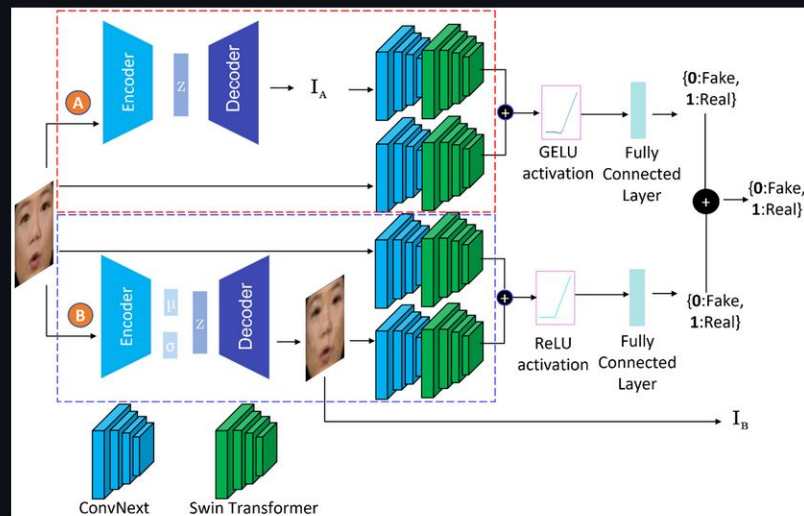 A
Encoder
z
Decoder
I_A
GELU
activation
Fully
Connected
Layer
{0:Fake,
1:Real}
+
+
{0:Fake,
1:Real}
B
Encoder
μ
σ
z
Decoder
+
ReLU
activation
Fully
Connected
Layer
{0:Fake,
1:Real}
I_B
ConvNext
Swin Transformer